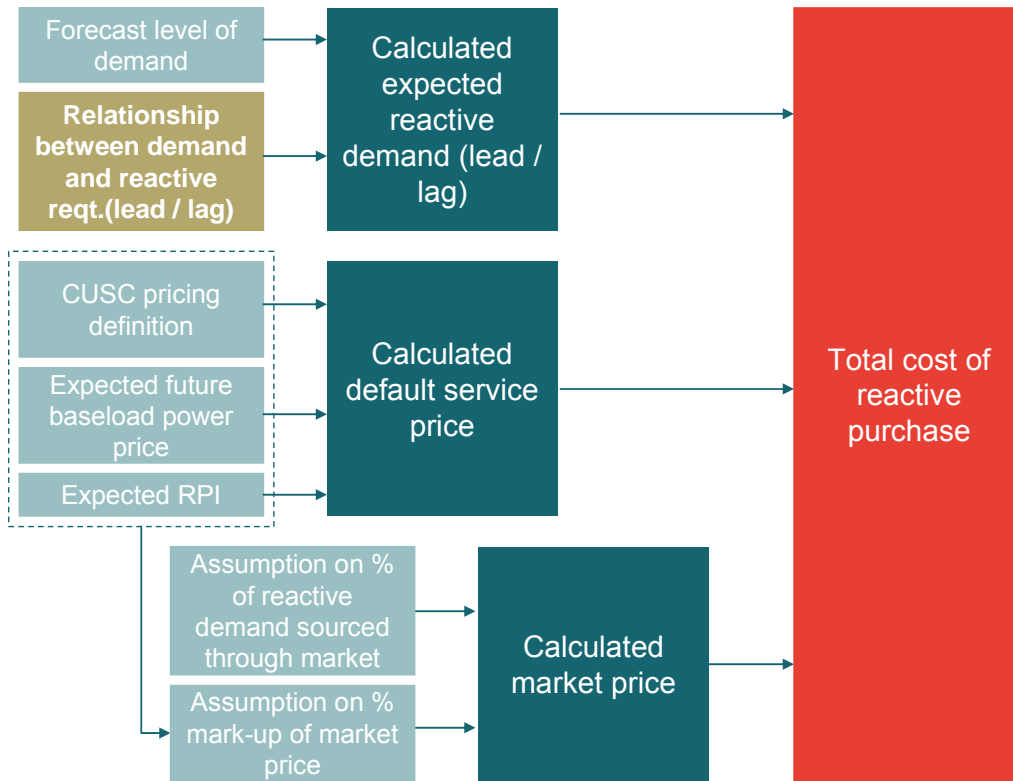 Forecast level of
demand
Relationship
between demand
and reactive
reqt.(lead / lag)
Calculated
expected
reactive
demand (lead /
lag)
CUSC pricing
definition
Expected future
baseload power
price
Expected RPI
Calculated
default service
price
Assumption on %
of reactive
demand sourced
through market
Assumption on %
mark-up of market
price
Calculated
market price
Total cost of
reactive
purchase